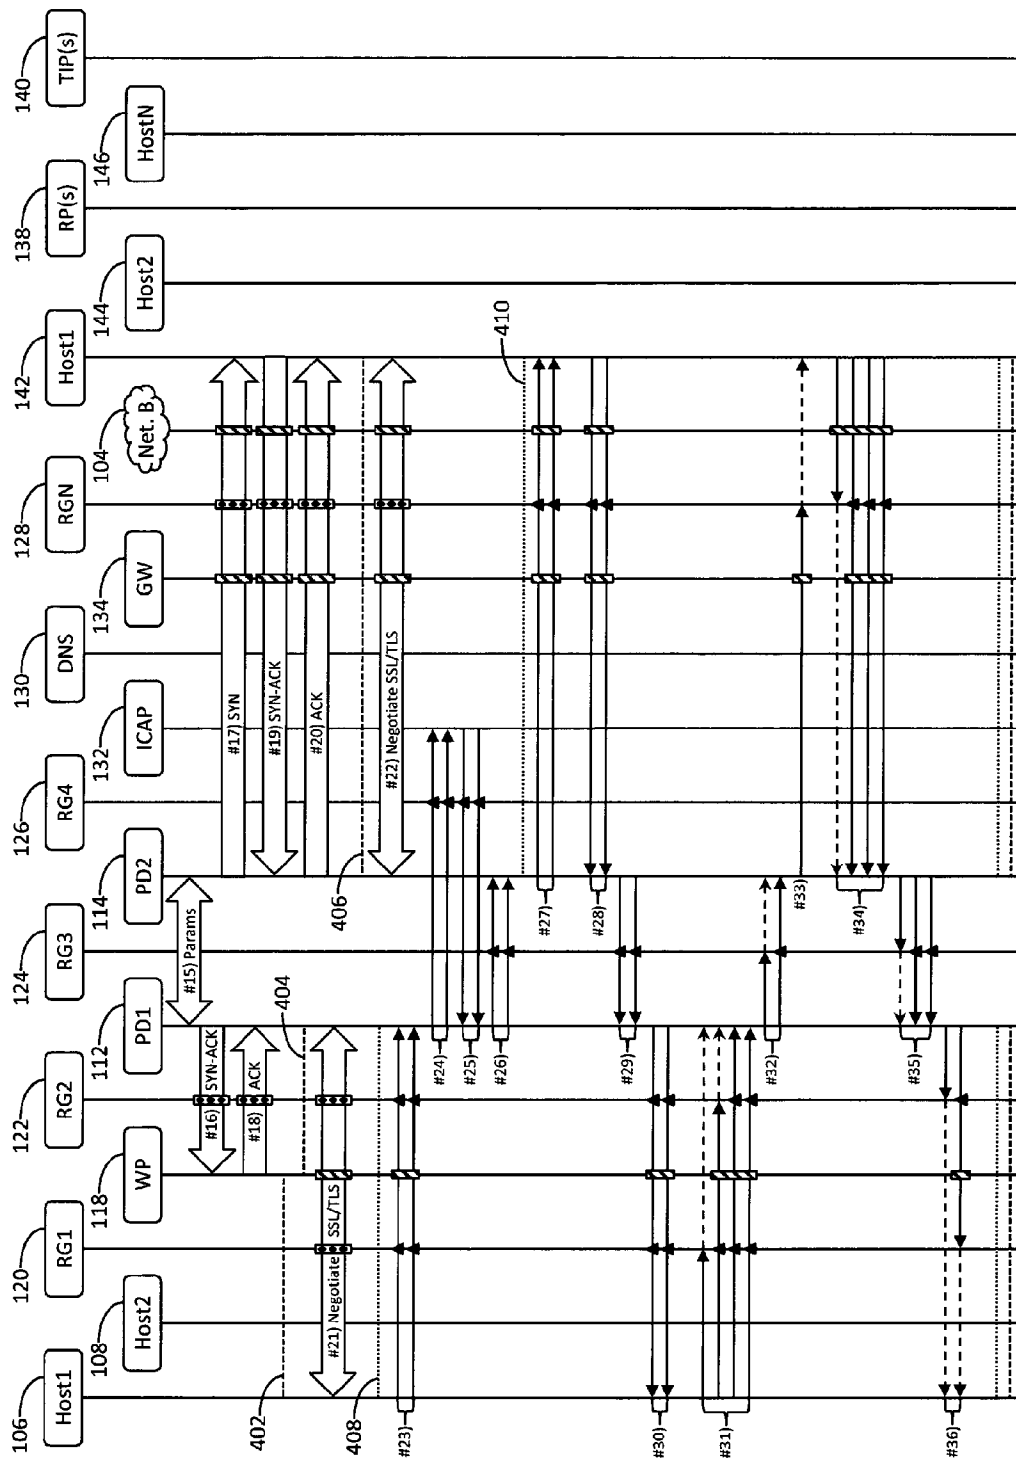 106
Host1
108
Host2
120
RG1
118
WP
122
RG2
112
PD1
124
RG3
114
PD2
126
RG4
132
ICAP
130
DNS
134
GW
128
RGN
104
Net. B
142
Host1
144
Host2
138
RP(s)
146
HostN
140
TIP(s)
#15) Params
#16) SYN-ACK
#17) SYN
#18) ACK
#19) SYN-ACK
#20) ACK
402
404
406
#21) Negotiate SSL/TLS
#22) Negotiate SSL/TLS
408
#23)
#24)
#25)
#26)
410
#27)
#28)
#29)
#30)
#31)
#32)
#33)
#34)
#35)
#36)